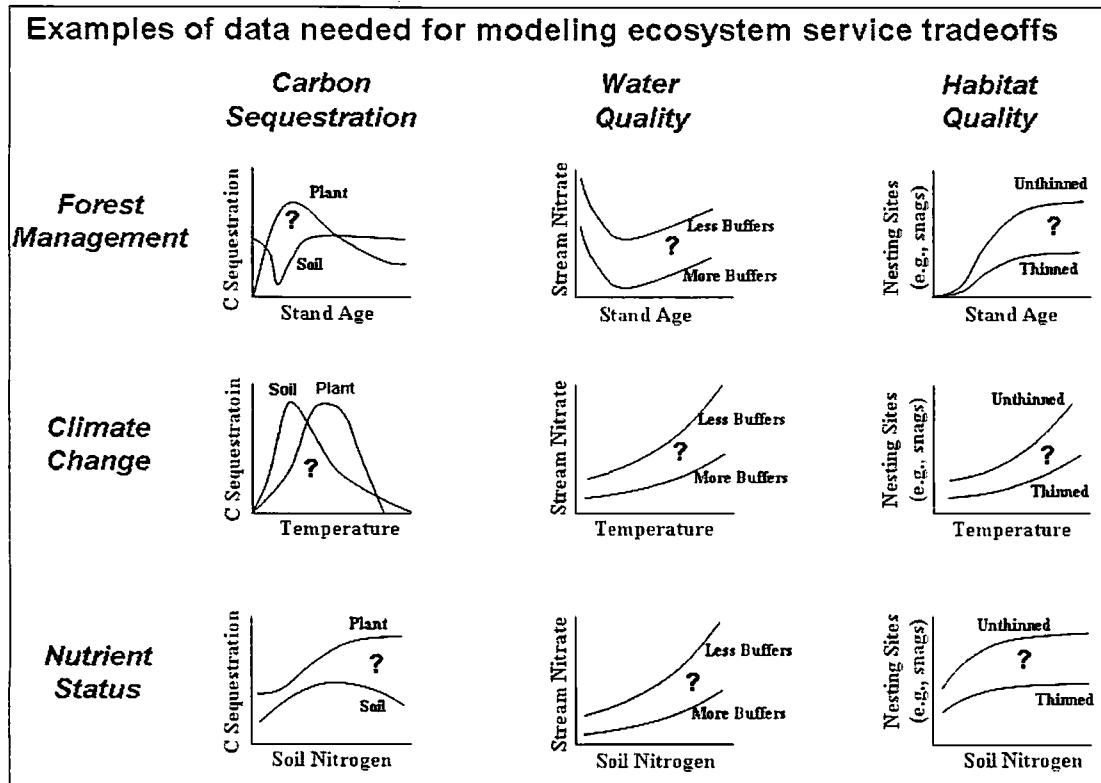 Examples of data needed for modeling ecosystem service tradeoffs
Carbon
Sequestration
Water
Quality
Habitat
Quality
Forest
Management
C Sequestration
Plant
?
Soil
Stand Age
Stream Nitrate
Less Buffers
?
More Buffers
Stand Age
Nesting Sites
(e.g., snags)
Unthinned
?
Thinned
Stand Age
Climate
Change
C Sequestratoin
Soil
Plant
?
Temperature
Stream Nitrate
Less Buffers
?
More Buffers
Temperature
Nesting Sites
(e.g., snags)
Unthinned
?
Thinned
Temperature
Nutrient
Status
C Sequestration
Plant
?
Soil
Soil Nitrogen
Stream Nitrate
Less Buffers
?
More Buffers
Soil Nitrogen
Nesting Sites
(e.g., snags)
Unthinned
?
Thinned
Soil Nitrogen